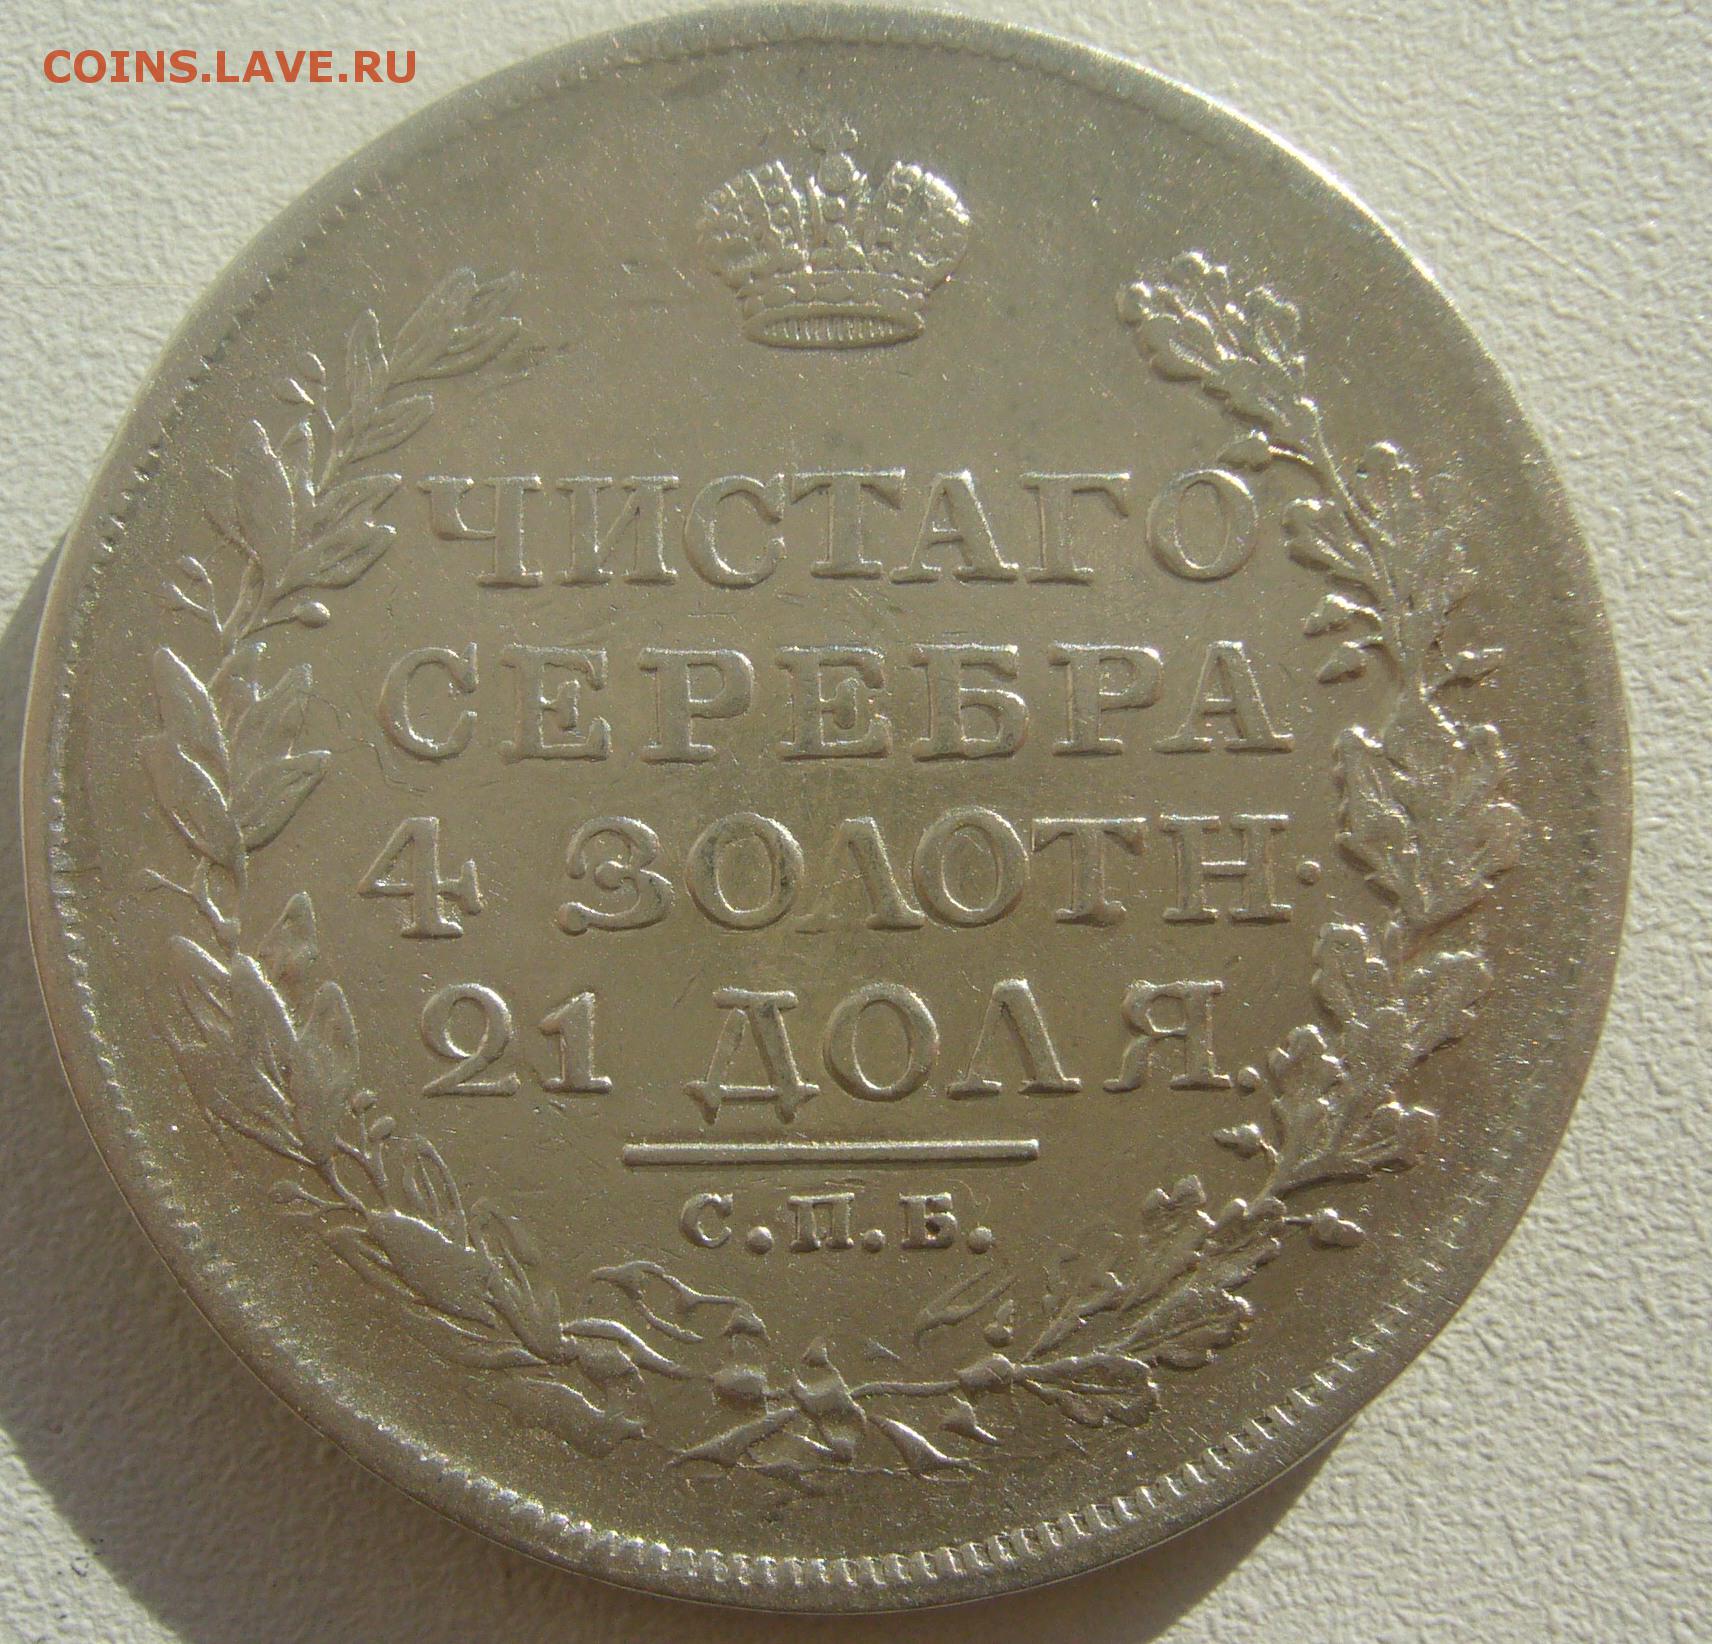 COINS.LAVE.RU
ЧИСТАГО
СЕРЕБРА
4 ЗОЛОТН·
21 ДОЛЯ.
С.П.Б.